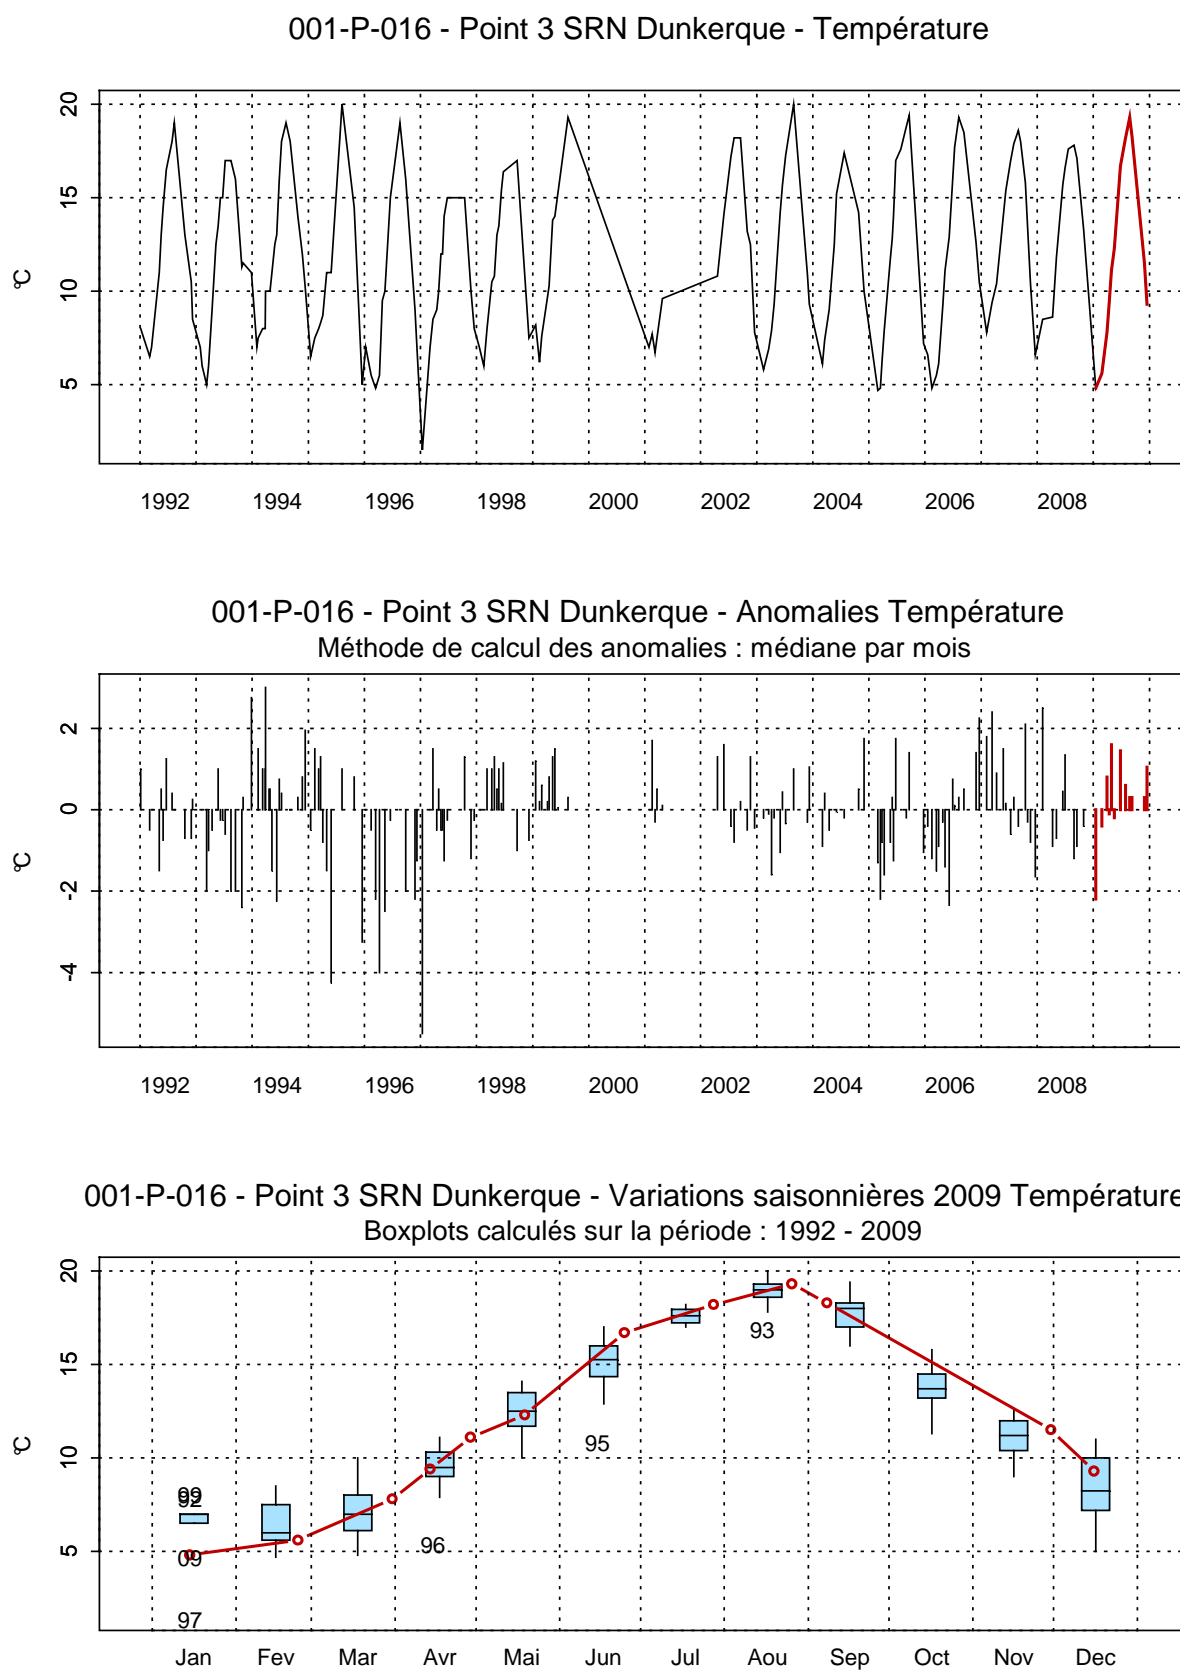 001-P-016 - Point 3 SRN Dunkerque - Température
20
15
10
5
°C
1992 1994 1996 1998 2000 2002 2004 2006 2008
001-P-016 - Point 3 SRN Dunkerque - Anomalies Température
Méthode de calcul des anomalies : médiane par mois
2
0
-2
-4
°C
1992 1994 1996 1998 2000 2002 2004 2006 2008
001-P-016 - Point 3 SRN Dunkerque - Variations saisonnières 2009 Température
Boxplots calculés sur la période : 1992 - 2009
20
15
10
5
°C
93
95
99
92
96
09
97
Jan Fev Mar Avr Mai Jun Jul Aou Sep Oct Nov Dec